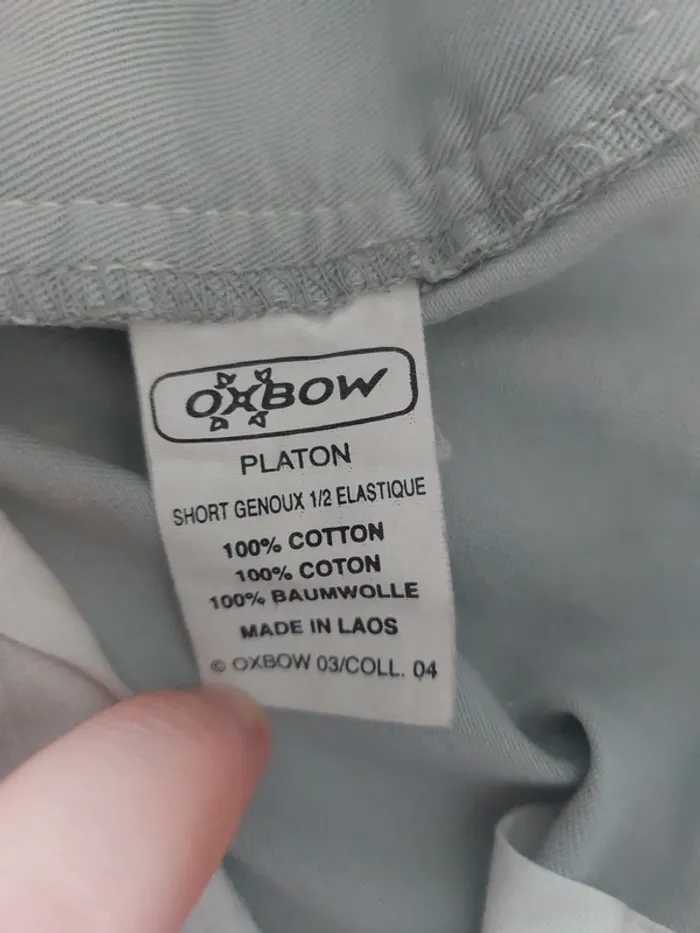 OXBOW
PLATON
SHORT GENOUX 1/2 ELASTIQUE
100% COTTON
100% COTON
100% BAUMWOLLE
MADE IN LAOS
© OXBOW 03/COLL. 04